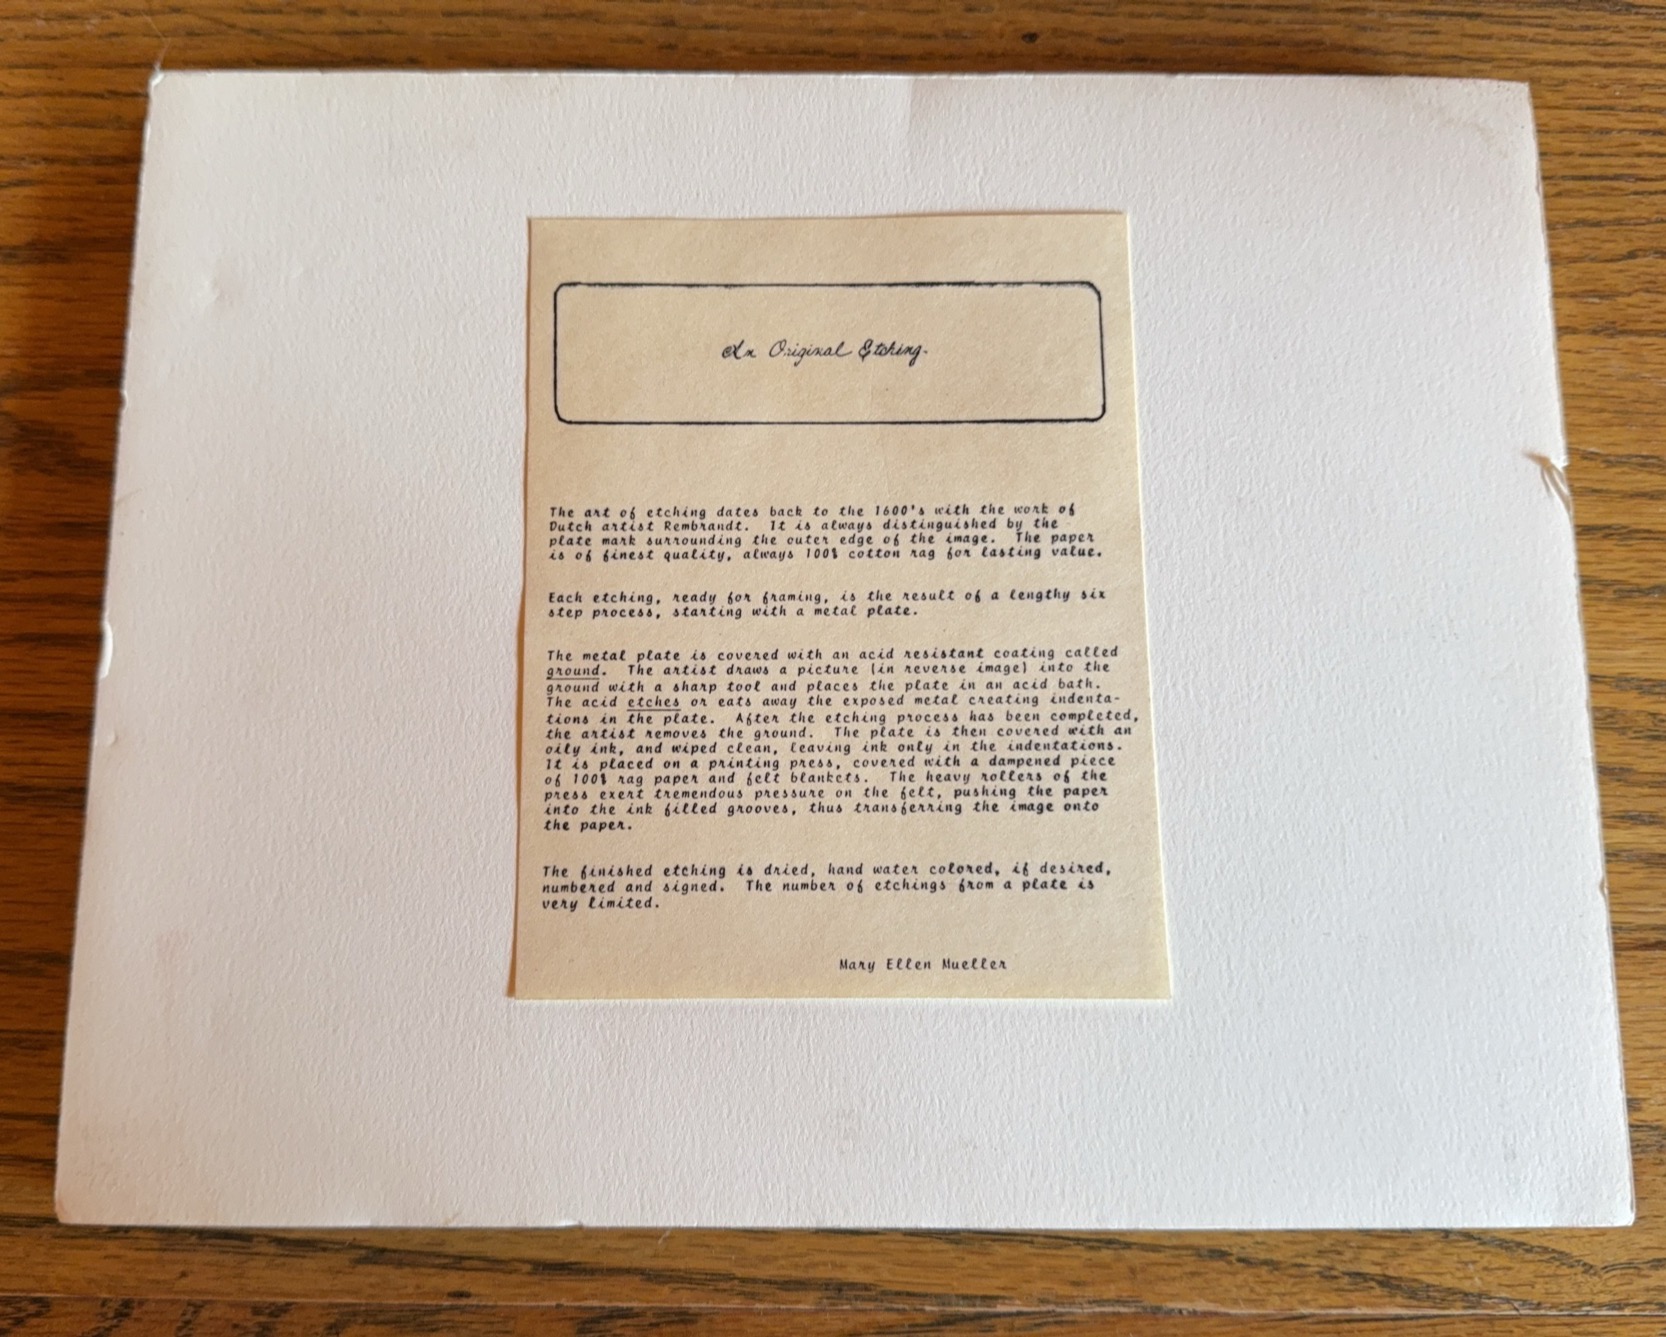 An Original Etching.
The art of etching dates back to the 1600's with the work of
Dutch artist Rembrandt. It is always distinguished by the
plate mark surrounding the outer edge of the image. The paper
is of finest quality, always 100% cotton rag for lasting value.
Each etching, ready for framing, is the result of a lengthy six
step process, starting with a metal plate.
The metal plate is covered with an acid resistant coating called
ground. The artist draws a picture (in reverse image) into the
ground with a sharp tool and places the plate in an acid bath.
The acid etches or eats away the exposed metal creating indenta-
tions in the plate. After the etching process has been completed,
the artist removes the ground. The plate is then covered with an
oily ink, and wiped clean, leaving ink only in the indentations.
It is placed on a printing press, covered with a dampened piece
of 100% rag paper and felt blankets. The heavy rollers of the
press exert tremendous pressure on the felt, pushing the paper
into the ink filled grooves, thus transferring the image onto
the paper.
The finished etching is dried, hand water colored, if desired,
numbered and signed. The number of etchings from a plate is
very limited.
Mary Ellen Mueller